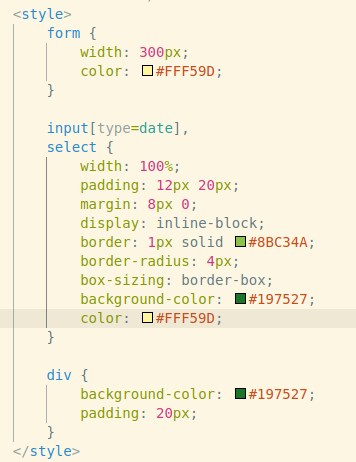 <style>
form {
width: 300px;
color: #FFF59D;
}
input[type=date],
select {
width: 100%;
padding: 12px 20px;
margin: 8px 0;
display: inline-block;
border: 1px solid #8BC34A;
border-radius: 4px;
box-sizing: border-box;
background-color: #197527;
color: #FFF59D;
}
div {
background-color: #197527;
padding: 20px;
}
</style>